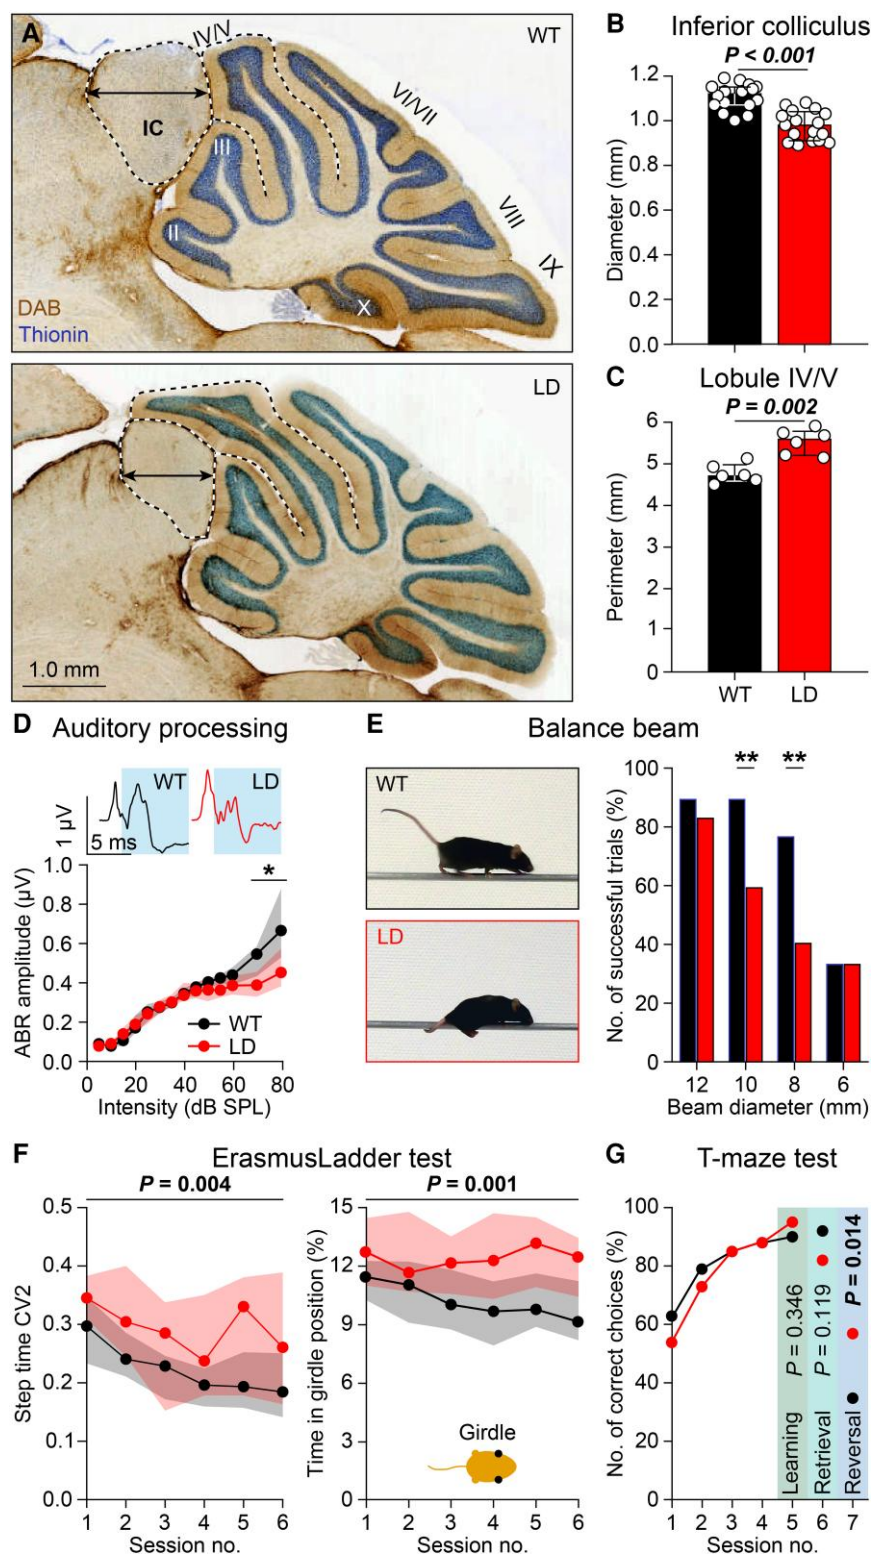 A
IV/V
WT
IC
VI/VII
III
VIII
II
IX
X
DAB
Thionin
LD
1.0 mm
B Inferior colliculus
P < 0.001
1.2
1.0
0.8
0.6
0.4
0.2
0.0
Diameter (mm)
C Lobule IV/V
P = 0.002
6
5
4
3
2
1
0
Perimeter (mm)
WT LD
D Auditory processing
WT LD
1 µV
5 ms
*
1.0
0.8
0.6
0.4
0.2
0.0
ABR amplitude (µV)
WT
LD
0 20 40 60 80
Intensity (dB SPL)
E Balance beam
WT
LD
** **
100
80
60
40
20
0
No. of successful trials (%)
12 10 8 6
Beam diameter (mm)
F ErasmusLadder test
P = 0.004
0.5
0.4
0.3
0.2
0.1
0.0
Step time CV2
1 2 3 4 5 6
Session no.
P = 0.001
15
12
9
6
3
0
Time in girdle position (%)
Girdle
1 2 3 4 5 6
Session no.
G T-maze test
100
80
60
40
20
0
No. of correct choices (%)
Learning P = 0.346
Retrieval P = 0.119
Reversal P = 0.014
1 2 3 4 5 6 7
Session no.